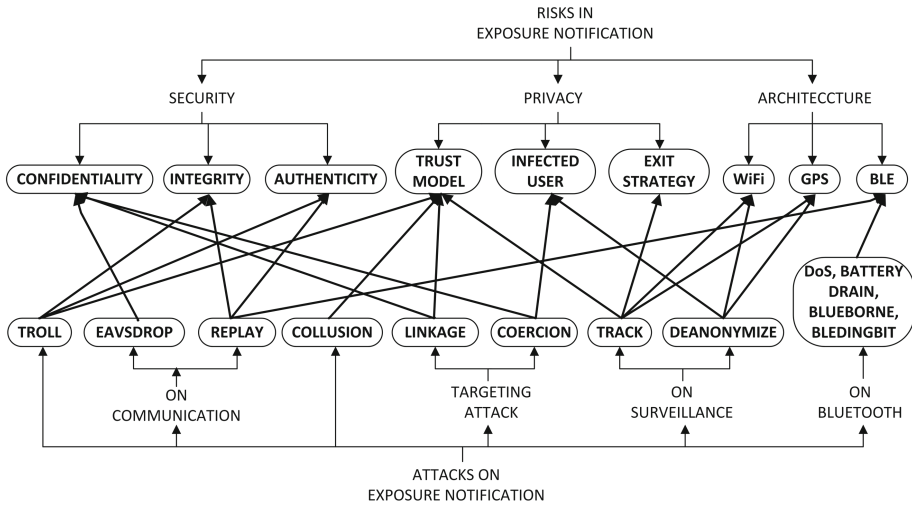 RISKS IN
EXPOSURE NOTIFICATION
SECURITY
PRIVACY
ARCHITECCTURE
CONFIDENTIALITY
INTEGRITY
AUTHENTICITY
TRUST
MODEL
INFECTED
USER
EXIT
STRATEGY
WiFi
GPS
BLE
TROLL
EAVSDROP
REPLAY
COLLUSION
LINKAGE
COERCION
TRACK
DEANONYMIZE
DoS, BATTERY
DRAIN,
BLUEBORNE,
BLEDINGBIT
ON
COMMUNICATION
TARGETING
ATTACK
ON
SURVEILLANCE
ON
BLUETOOTH
ATTACKS ON
EXPOSURE NOTIFICATION